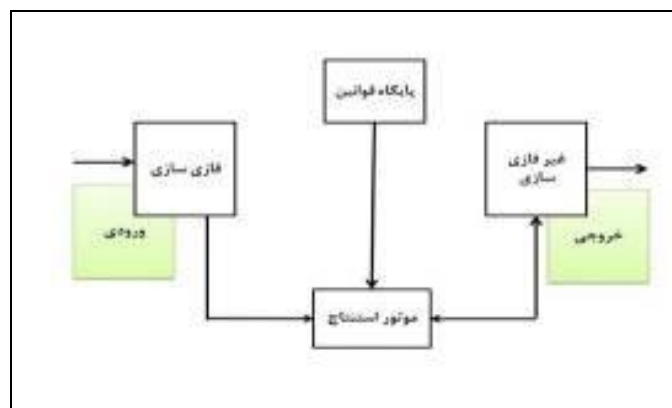 پایگاه قوانین
غیر فازی
سازی
فازی سازی
خروجی
ورودی
موتور استنتاج